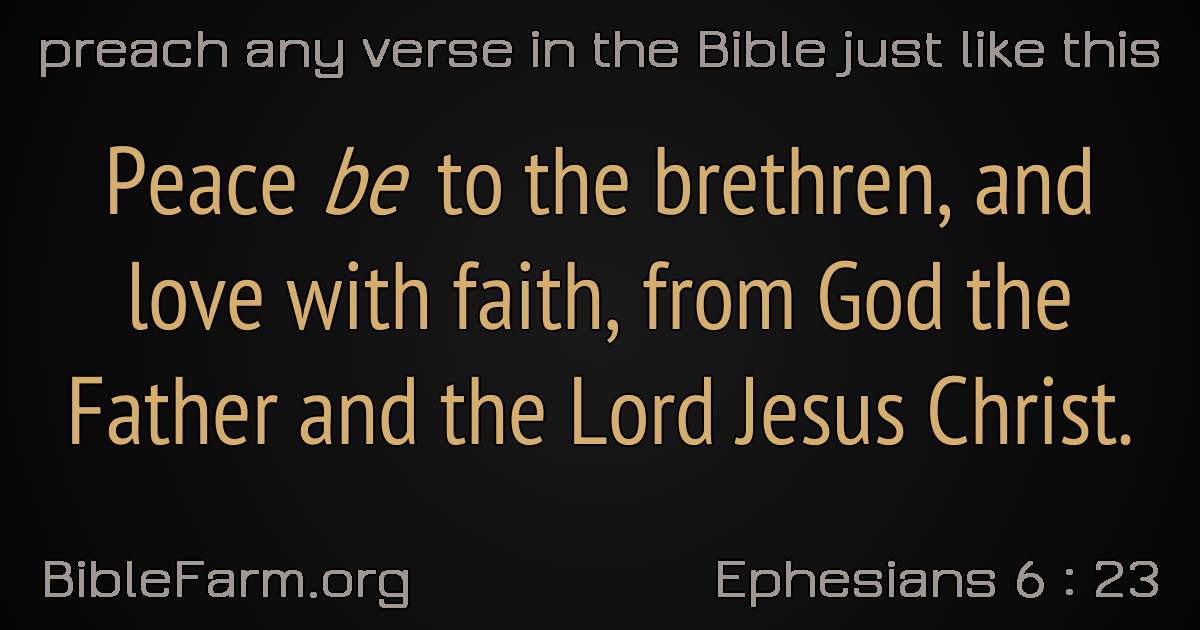 preach any verse in the Bible just like this
Peace be to the brethren, and
love with faith, from God the
Father and the Lord Jesus Christ.
BibleFarm.org
Ephesians 6 : 23